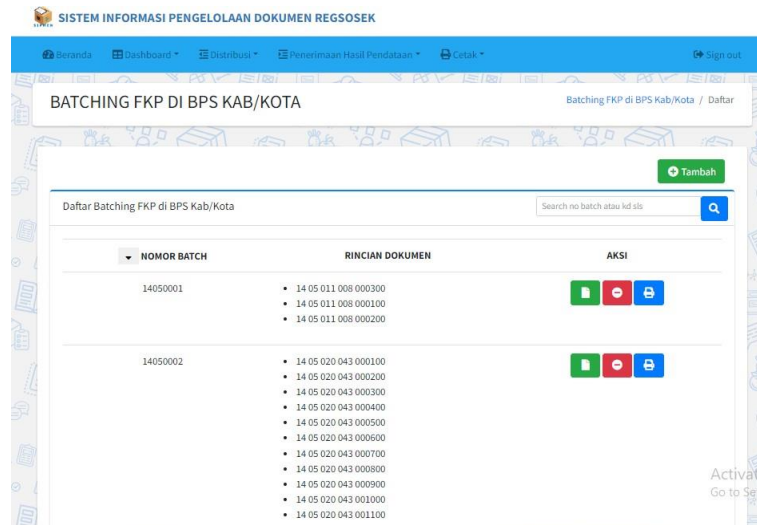 SISTEM INFORMASI PENGELOLAAN DOKUMEN REGSOSEK
Beranda Dashboard Distribusi Penerimaan Hasil Pendataan Cetak Sign out
BATCHING FKP DI BPS KAB/KOTA
Batching FKP di BPS Kab/Kota / Daftar
Tambah
Daftar Batching FKP di BPS Kab/Kota
Search no batch atau kd sls
NOMOR BATCH RINCIAN DOKUMEN AKSI
14050001
• 14 05 011 008 000300
• 14 05 011 008 000100
• 14 05 011 008 000200
14050002
• 14 05 020 043 000100
• 14 05 020 043 000200
• 14 05 020 043 000300
• 14 05 020 043 000400
• 14 05 020 043 000500
• 14 05 020 043 000600
• 14 05 020 043 000700
• 14 05 020 043 000800
• 14 05 020 043 000900
• 14 05 020 043 001000
• 14 05 020 043 001100
Activat
Go to Se